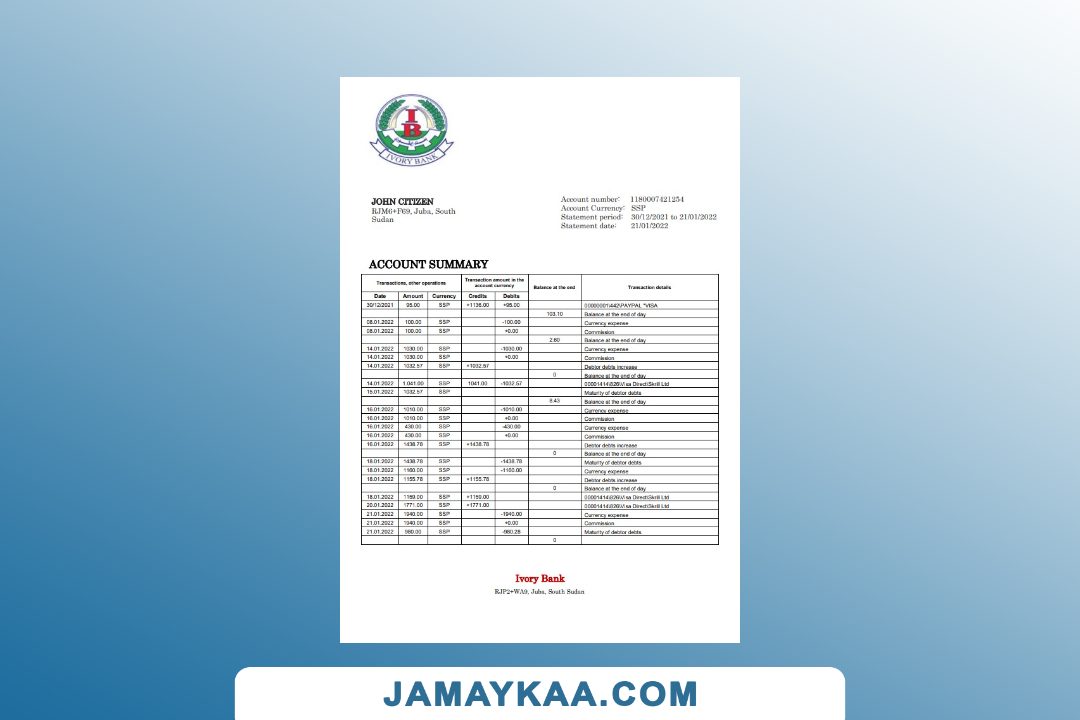 IB
IVORY BANK
JOHN CITIZEN
RJM6+F69, Juba, South
Sudan
Account number: 1180007421254
Account Currency: SSP
Statement period: 30/12/2021 to 21/01/2022
Statement date: 21/01/2022
ACCOUNT SUMMARY
Transactions, other operations Transaction amount in the account currency Balance at the end Transaction details
Date Amount Currency Credits Debits
30/12/2021 95.00 SSP +1136.00 +95.00 00000001\442\PAYPAL *VISA
103.10 Balance at the end of day
08.01.2022 100.00 SSP -100.00 Currency expense
08.01.2022 100.00 SSP +0.00 Commission
2.60 Balance at the end of day
14.01.2022 1030.00 SSP -1030.00 Currency expense
14.01.2022 1030.00 SSP +0.00 Commission
14.01.2022 1032.57 SSP +1032.57 Debtor debts increase
0 Balance at the end of day
14.01.2022 1.041.00 SSP 1041.00 -1032.57 00001414\826\Visa Direct\Skrill Ltd
15.01.2022 1032.57 SSP Maturity of debtor debts
8.43 Balance at the end of day
16.01.2022 1010.00 SSP -1010.00 Currency expense
16.01.2022 1010.00 SSP +0.00 Commission
16.01.2022 430.00 SSP -430.00 Currency expense
16.01.2022 430.00 SSP +0.00 Commission
16.01.2022 1438.78 SSP +1438.78 Debtor debts increase
0 Balance at the end of day
18.01.2022 1438.78 SSP -1438.78 Maturity of debtor debts
18.01.2022 1160.00 SSP -1160.00 Currency expense
18.01.2022 1155.78 SSP +1155.78 Debtor debts increase
0 Balance at the end of day
18.01.2022 1159.00 SSP +1159.00 00001414\826\Visa Direct\Skrill Ltd
20.01.2022 1771.00 SSP +1771.00 00001414\826\Visa Direct\Skrill Ltd
21.01.2022 1940.00 SSP -1940.00 Currency expense
21.01.2022 1940.00 SSP +0.00 Commission
21.01.2022 980.00 SSP -980.28 Maturity of debtor debts
0
Ivory Bank
RJP2+WA9, Juba, South Sudan
JAMAYKAA.COM